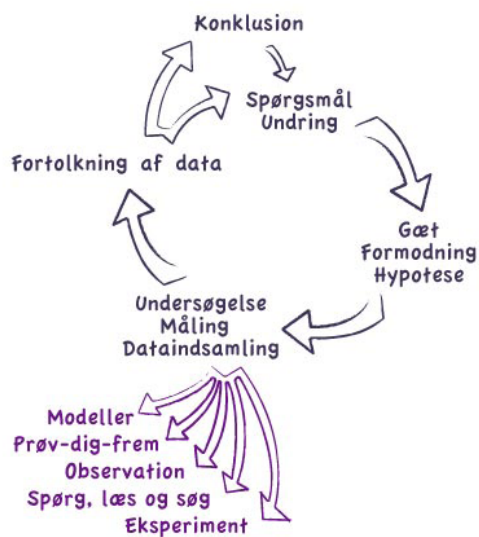 Konklusion
Spørgsmål
Undring
Fortolkning af data
Gæt
Formodning
Hypotese
Undersøgelse
Måling
Dataindsamling
Modeller
Prøv-dig-frem
Observation
Spørg, læs og søg
Eksperiment